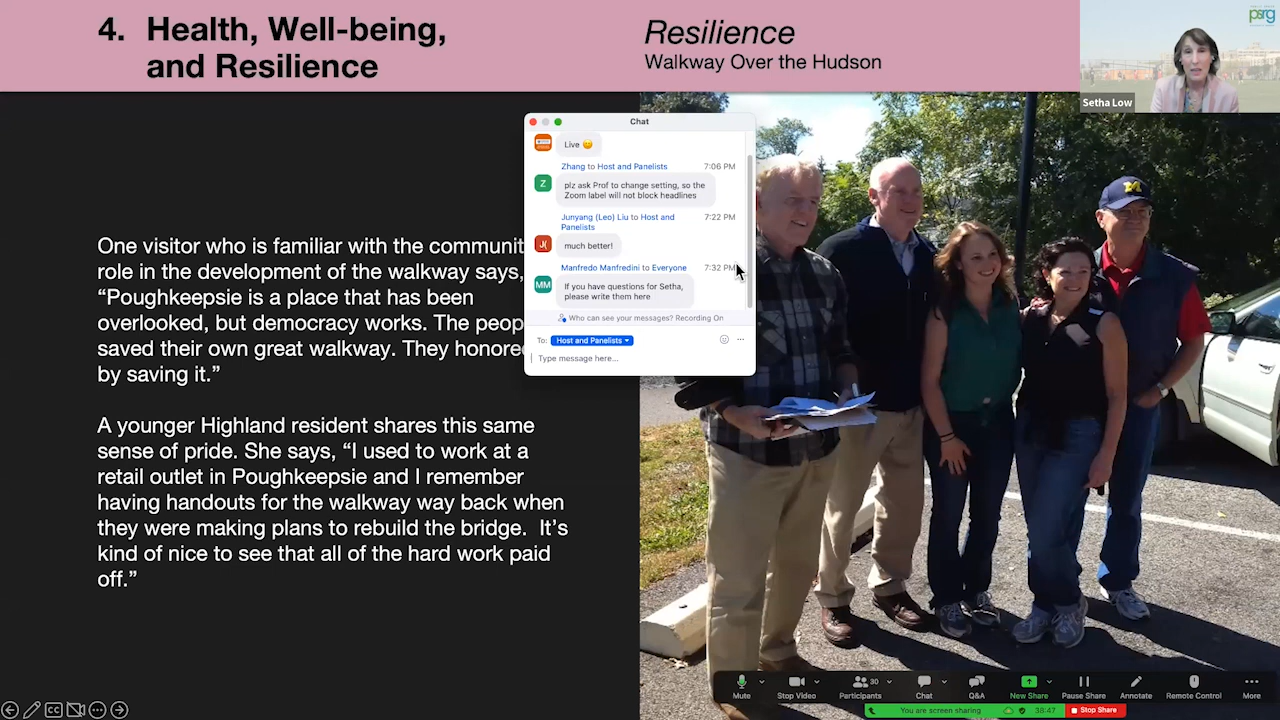 4. Health, Well-being,
and Resilience
Resilience
Walkway Over the Hudson
psrg
Setha Low
One visitor who is familiar with the communit
role in the development of the walkway says,
“Poughkeepsie is a place that has been
overlooked, but democracy works. The peop
saved their own great walkway. They honore
by saving it.”
A younger Highland resident shares this same
sense of pride. She says, “I used to work at a
retail outlet in Poughkeepsie and I remember
having handouts for the walkway way back when
they were making plans to rebuild the bridge. It’s
kind of nice to see that all of the hard work paid
off.”
Chat
Live
Zhang to Host and Panelists 7:06 PM
Z
plz ask Prof to change setting, so the
Zoom label will not block headlines
Junyang (Leo) Liu to Host and 7:22 PM
Panelists
J(
much better!
Manfredo Manfredini to Everyone 7:32 PM
MM
If you have questions for Setha,
please write them here
Who can see your messages? Recording On
To: Host and Panelists
Type message here...
M
30
Mute Stop Video Participants Chat Q&A New Share Pause Share Annotate Remote Control More
You are screen sharing 38:47 Stop Share
CC